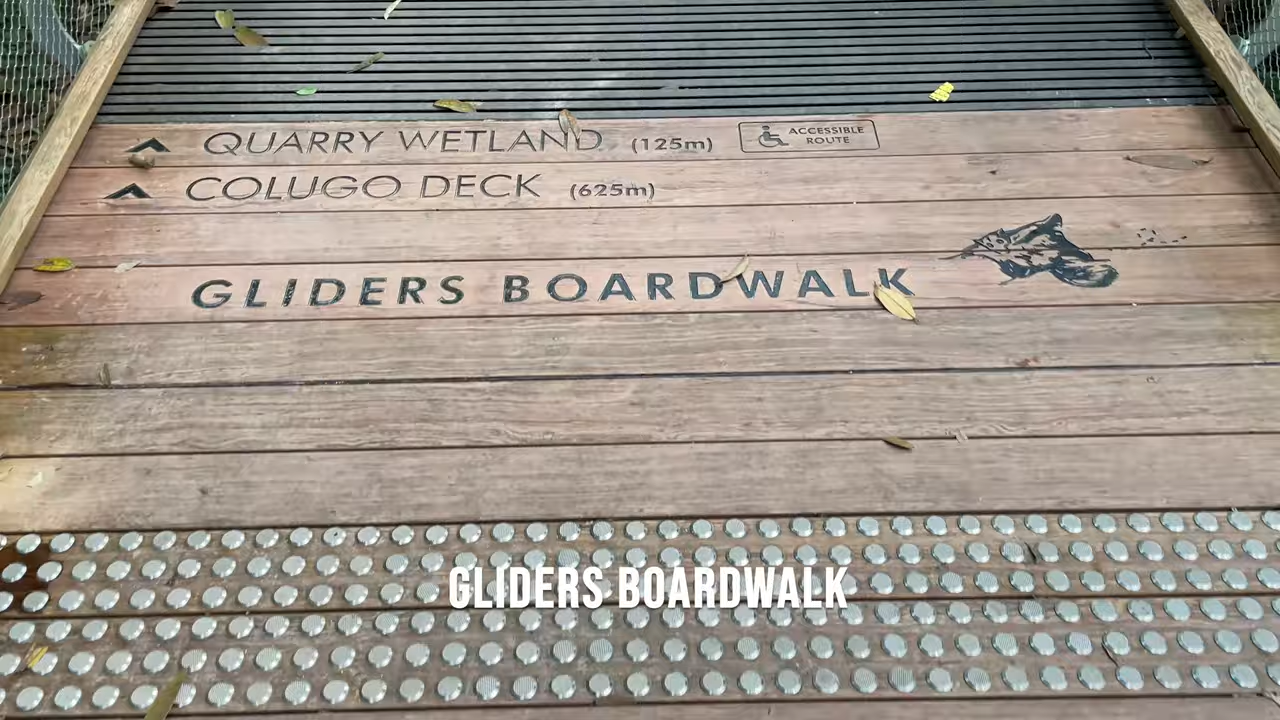 QUARRY WETLAND (125m) ACCESSIBLE
ROUTE
COLUGO DECK (625m)
GLIDERS BOARDWALK
GLIDERS BOARDWALK